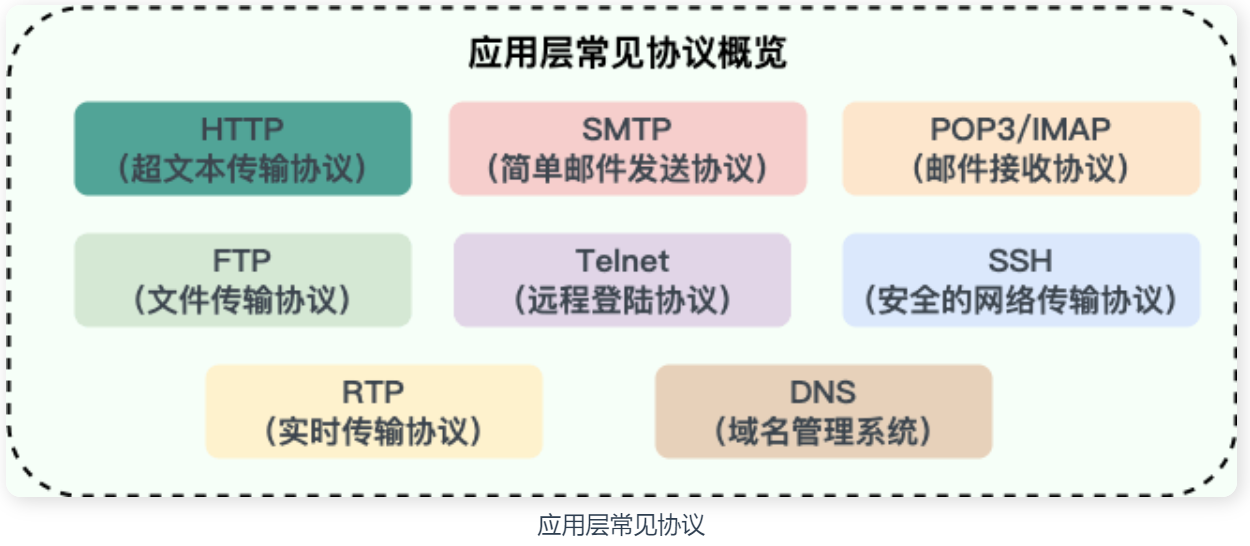 应用层常见协议概览
HTTP
（超文本传输协议）
SMTP
（简单邮件发送协议）
POP3/IMAP
（邮件接收协议）
FTP
（文件传输协议）
Telnet
（远程登陆协议）
SSH
（安全的网络传输协议）
RTP
（实时传输协议）
DNS
（域名管理系统）
应用层常见协议